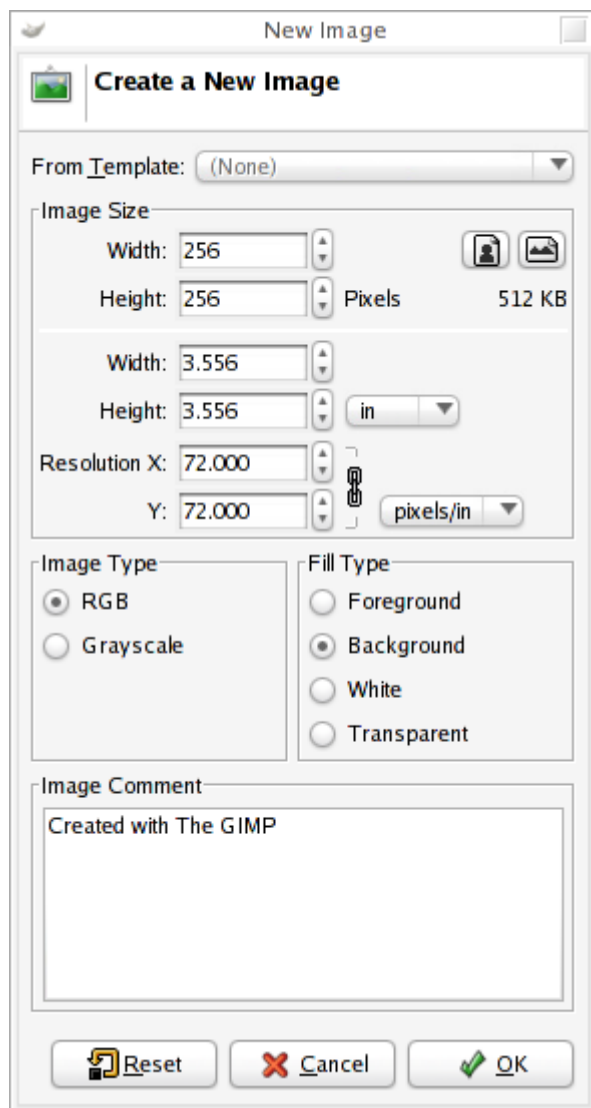 New Image
Create a New Image
From Template: (None)
Image Size
Width: 256
Height: 256 Pixels 512 KB
Width: 3.556
Height: 3.556 in
Resolution X: 72.000
Y: 72.000 pixels/in
Image Type
RGB
Grayscale
Fill Type
Foreground
Background
White
Transparent
Image Comment
Created with The GIMP
Reset Cancel OK